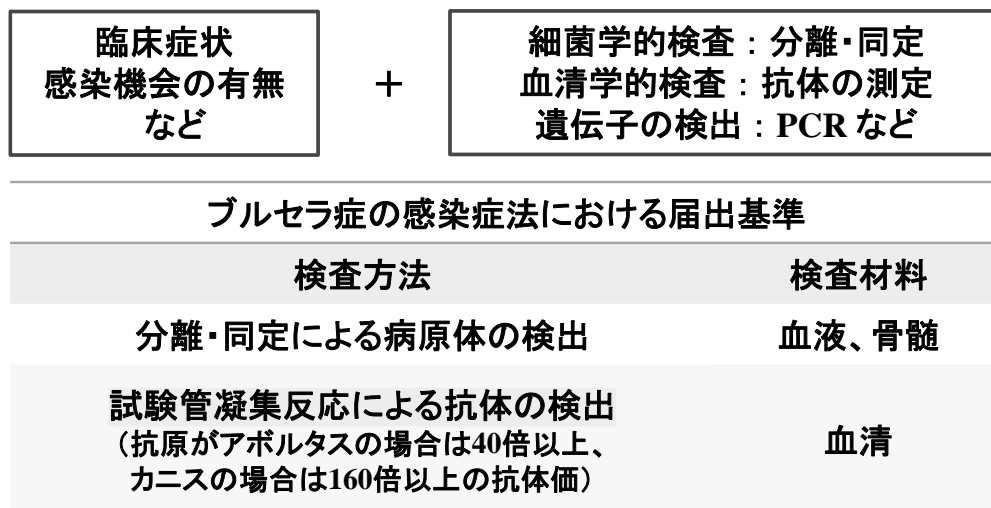 臨床症状
感染機会の有無
など
＋
細菌学的検査：分離・同定
血清学的検査：抗体の測定
遺伝子の検出：PCR など
ブルセラ症の感染症法における届出基準
検査方法 検査材料
分離・同定による病原体の検出 血液、骨髄
試験管凝集反応による抗体の検出
（抗原がアボルタスの場合は40倍以上、
カニスの場合は160倍以上の抗体価）
血清